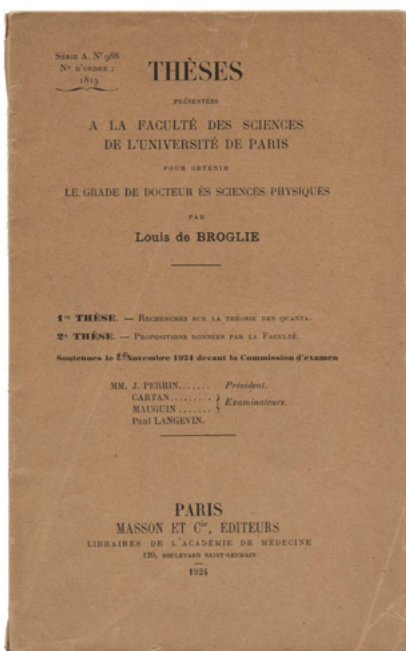 SÉRIE A. N° 988
N° D'ORDRE :
1819
THÈSES
PRÉSENTÉES
A LA FACULTÉ DES SCIENCES
DE L'UNIVERSITÉ DE PARIS
POUR OBTENIR
LE GRADE DE DOCTEUR ÈS SCIENCES PHYSIQUES
PAR
Louis de BROGLIE
1re THÈSE. — RECHERCHES SUR LA THÉORIE DES QUANTA.
2e THÈSE. — PROPOSITIONS DONNÉES PAR LA FACULTÉ.
Soutenues le Novembre 1924 devant la Commission d'examen
MM. J. PERRIN....... Président.
CARTAN......... } Examinateurs.
MAUGUIN ....... }
Paul LANGEVIN.
PARIS
MASSON ET Cie, ÉDITEURS
LIBRAIRES DE L'ACADÉMIE DE MÉDECINE
120, BOULEVARD SAINT-GERMAIN
1924